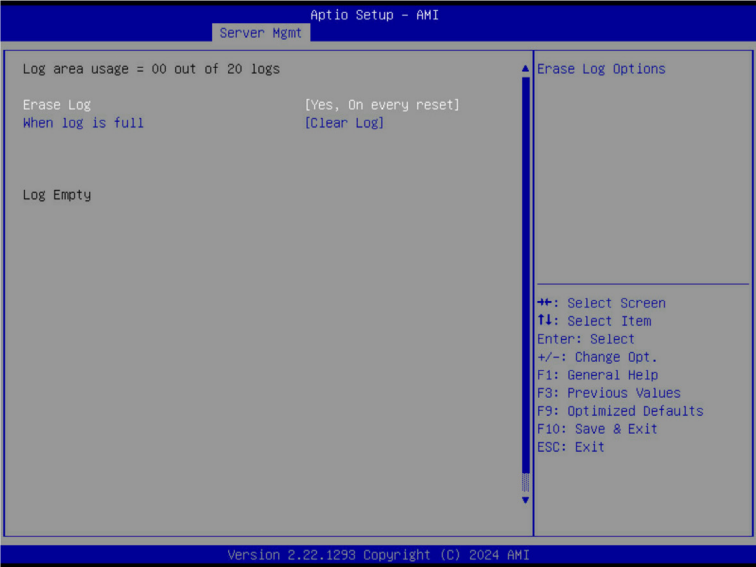 Aptio Setup – AMI
Server Mgmt
Log area usage = 00 out of 20 logs
Erase Log [Yes, On every reset]
When log is full [Clear Log]
Log Empty
Erase Log Options
→←: Select Screen
↑↓: Select Item
Enter: Select
+/-: Change Opt.
F1: General Help
F3: Previous Values
F9: Optimized Defaults
F10: Save & Exit
ESC: Exit
Version 2.22.1293 Copyright (C) 2024 AMI